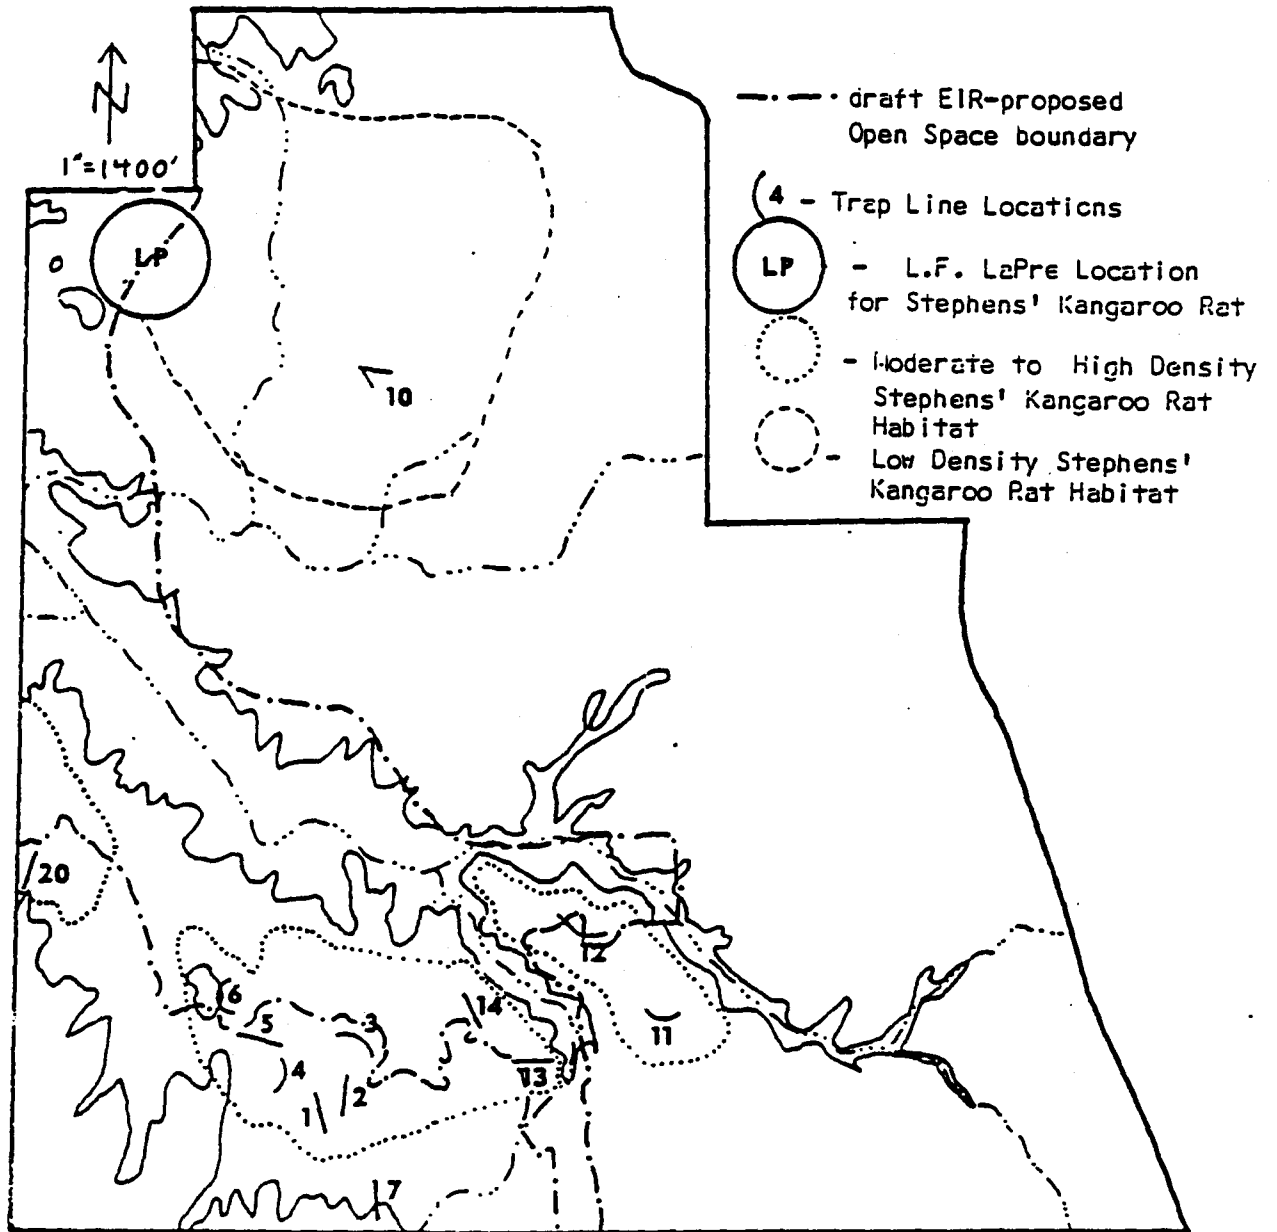 N
1"=1400'
draft EIR-proposed
Open Space boundary
4 - Trap Line Locations
LP - L.F. LaPre Location
for Stephens' Kangaroo Rat
- Moderate to High Density
Stephens' Kangaroo Rat
Habitat
- Low Density Stephens'
Kangaroo Rat Habitat
LP
10
20
12
6
14
5
3
11
4
13
2
1
7